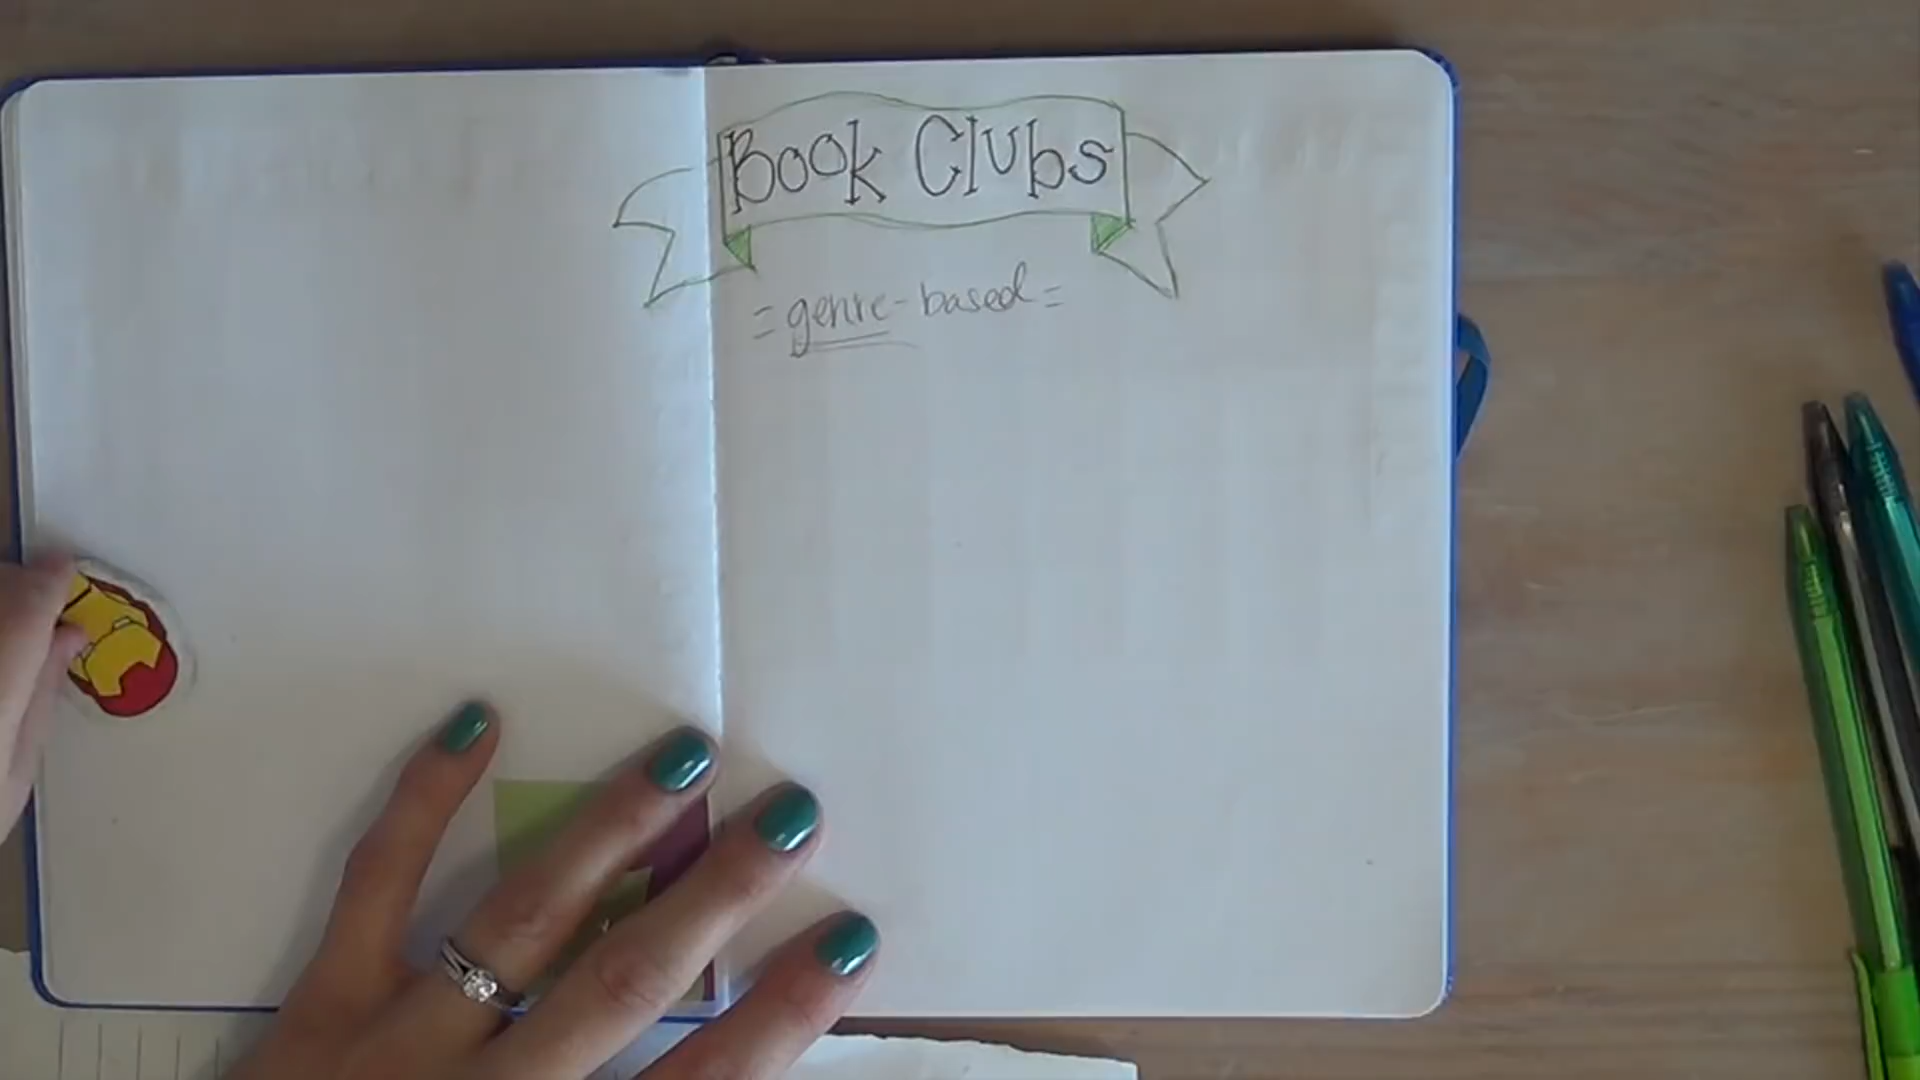 Book Clubs
= genre-based =